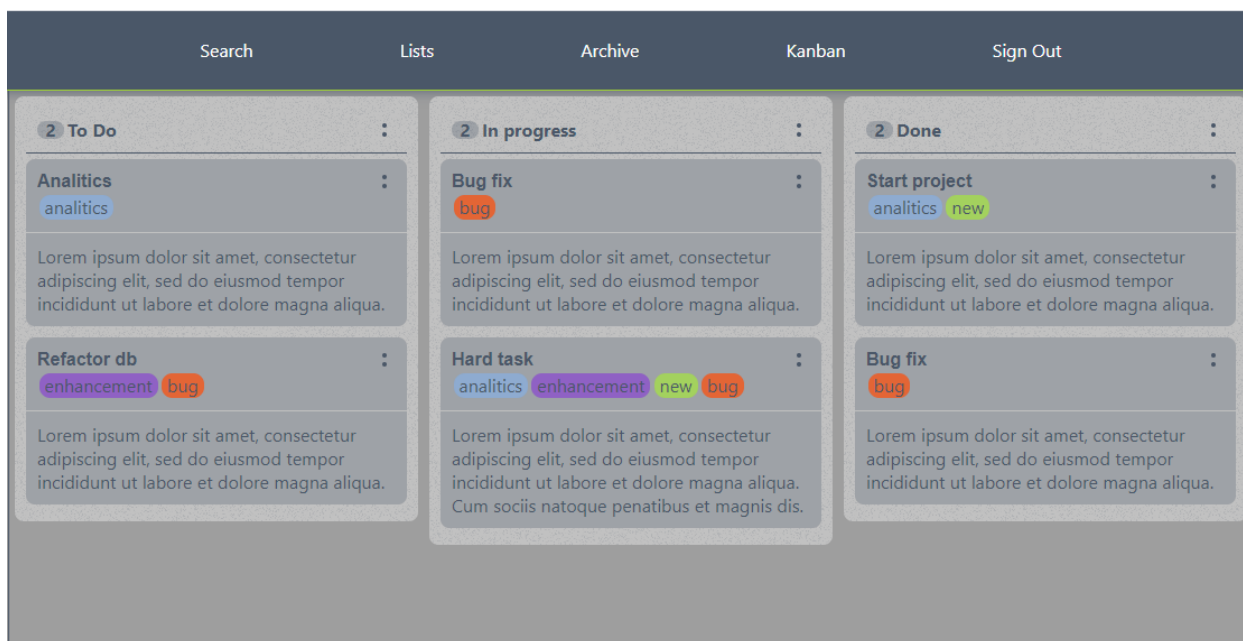 Search Lists Archive Kanban Sign Out
2 To Do
Analitics
analitics
Lorem ipsum dolor sit amet, consectetur
adipiscing elit, sed do eiusmod tempor
incididunt ut labore et dolore magna aliqua.
Refactor db
enhancement bug
Lorem ipsum dolor sit amet, consectetur
adipiscing elit, sed do eiusmod tempor
incididunt ut labore et dolore magna aliqua.
2 In progress
Bug fix
bug
Lorem ipsum dolor sit amet, consectetur
adipiscing elit, sed do eiusmod tempor
incididunt ut labore et dolore magna aliqua.
Hard task
analitics enhancement new bug
Lorem ipsum dolor sit amet, consectetur
adipiscing elit, sed do eiusmod tempor
incididunt ut labore et dolore magna aliqua.
Cum sociis natoque penatibus et magnis dis.
2 Done
Start project
analitics new
Lorem ipsum dolor sit amet, consectetur
adipiscing elit, sed do eiusmod tempor
incididunt ut labore et dolore magna aliqua.
Bug fix
bug
Lorem ipsum dolor sit amet, consectetur
adipiscing elit, sed do eiusmod tempor
incididunt ut labore et dolore magna aliqua.